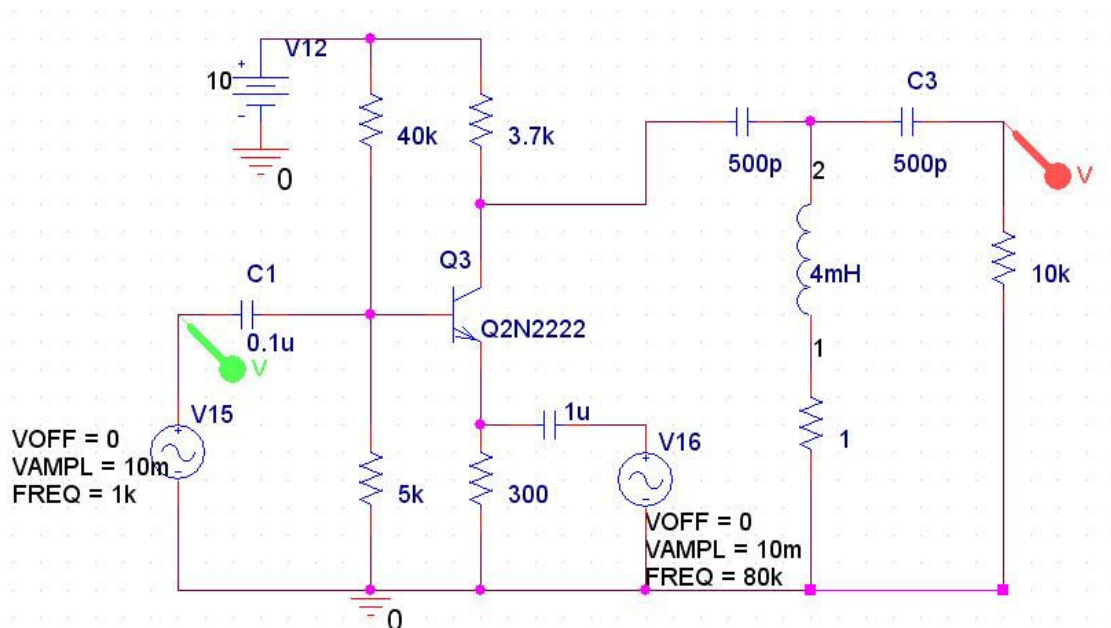 V12
+
10
-
0
40k
3.7k
C3
500p
500p
2
V
Q3
4mH
10k
C1
0.1u
Q2N2222
V
1
V15
1u
V16
1
VOFF = 0
VAMPL = 10m
FREQ = 1k
+
-
5k
300
+
-
VOFF = 0
VAMPL = 10m
FREQ = 80k
0